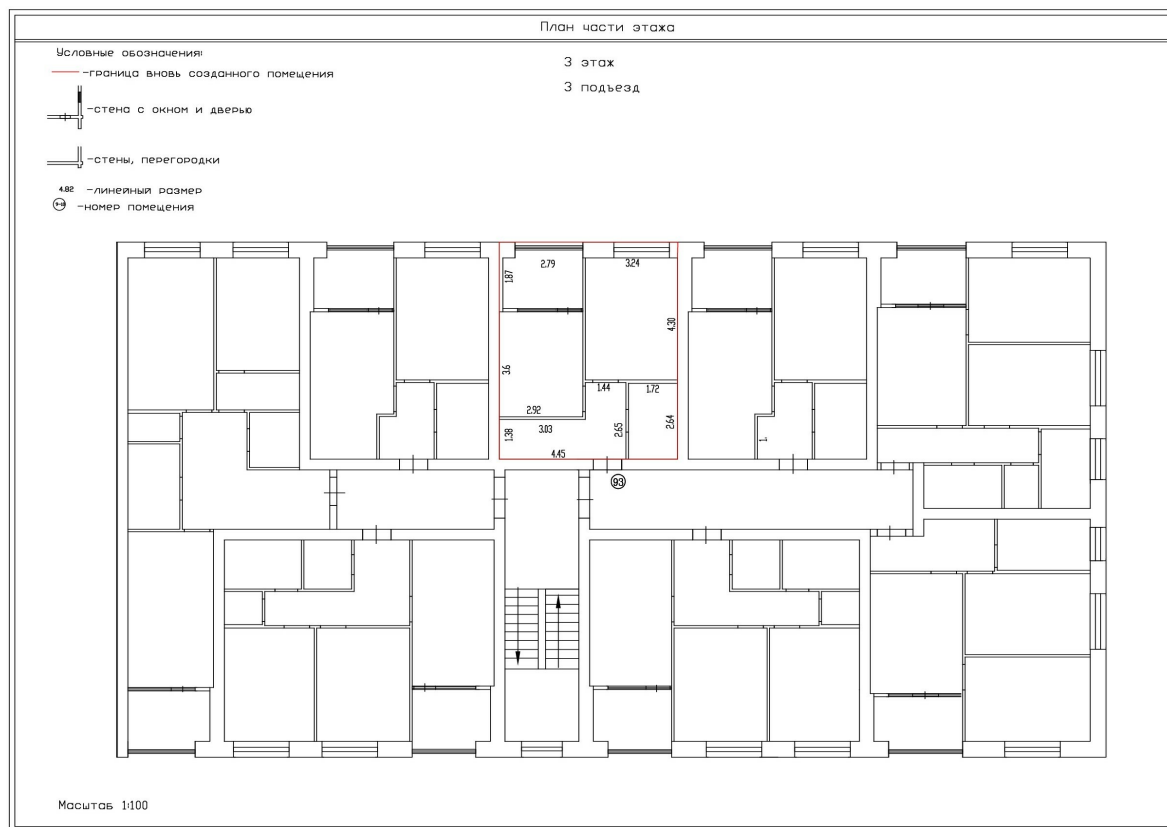 План части этажа
Условные обозначения:
-граница вновь созданного помещения
3 этаж
3 подъезд
-стена с окном и дверью
-стены, перегородки
4.82 -линейный размер
-номер помещения
2.79
3.24
1.87
4.30
3.6
1.44
1.72
2.92
1.38
3.03
2.65
2.64
4.45
93
Масштаб 1:100